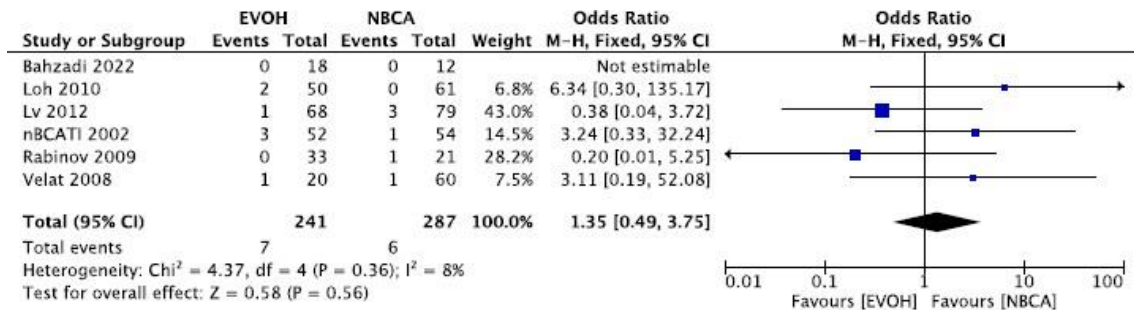 EVOH NBCA Odds Ratio Odds Ratio
Study or Subgroup Events Total Events Total Weight M-H, Fixed, 95% CI M-H, Fixed, 95% CI
Bahzadi 2022 0 18 0 12 Not estimable
Loh 2010 2 50 0 61 6.8% 6.34 [0.30, 135.17]
Lv 2012 1 68 3 79 43.0% 0.38 [0.04, 3.72]
nBCATI 2002 3 52 1 54 14.5% 3.24 [0.33, 32.24]
Rabinov 2009 0 33 1 21 28.2% 0.20 [0.01, 5.25]
Velat 2008 1 20 1 60 7.5% 3.11 [0.19, 52.08]
Total (95% CI) 241 287 100.0% 1.35 [0.49, 3.75]
Total events 7 6
Heterogeneity: Chi² = 4.37, df = 4 (P = 0.36); I² = 8%
Test for overall effect: Z = 0.58 (P = 0.56)
0.01 0.1 1 10 100
Favours [EVOH] Favours [NBCA]